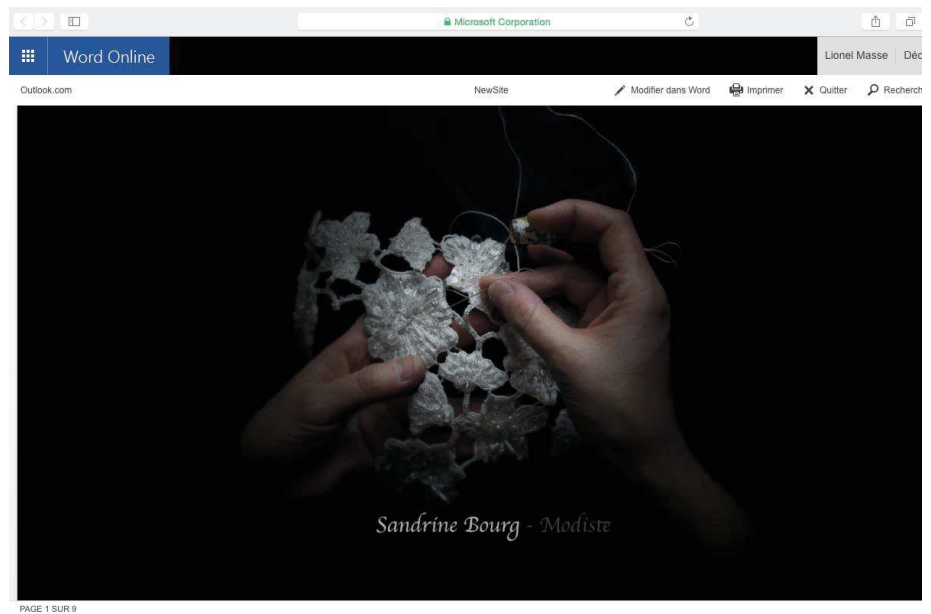 Microsoft Corporation
Word Online
Lionel Masse
Déc
Outlook.com
NewSite
Modifier dans Word
Imprimer
Quitter
Recherch
Sandrine Bourg - Modiste
PAGE 1 SUR 9